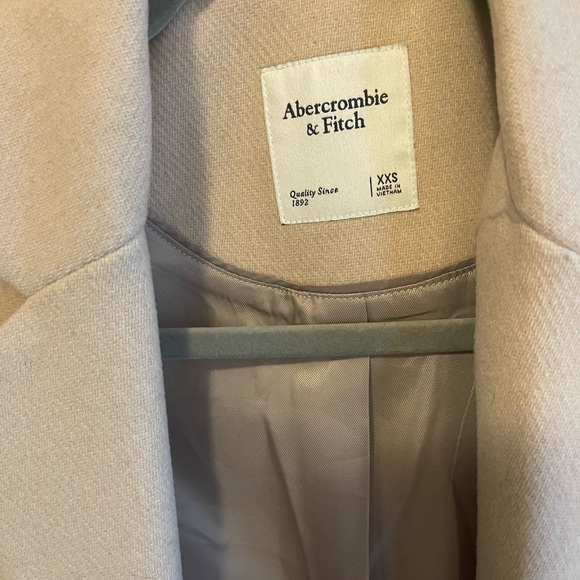 Abercrombie
& Fitch
Quality Since
1892
XXS
MADE IN
VIETNAM